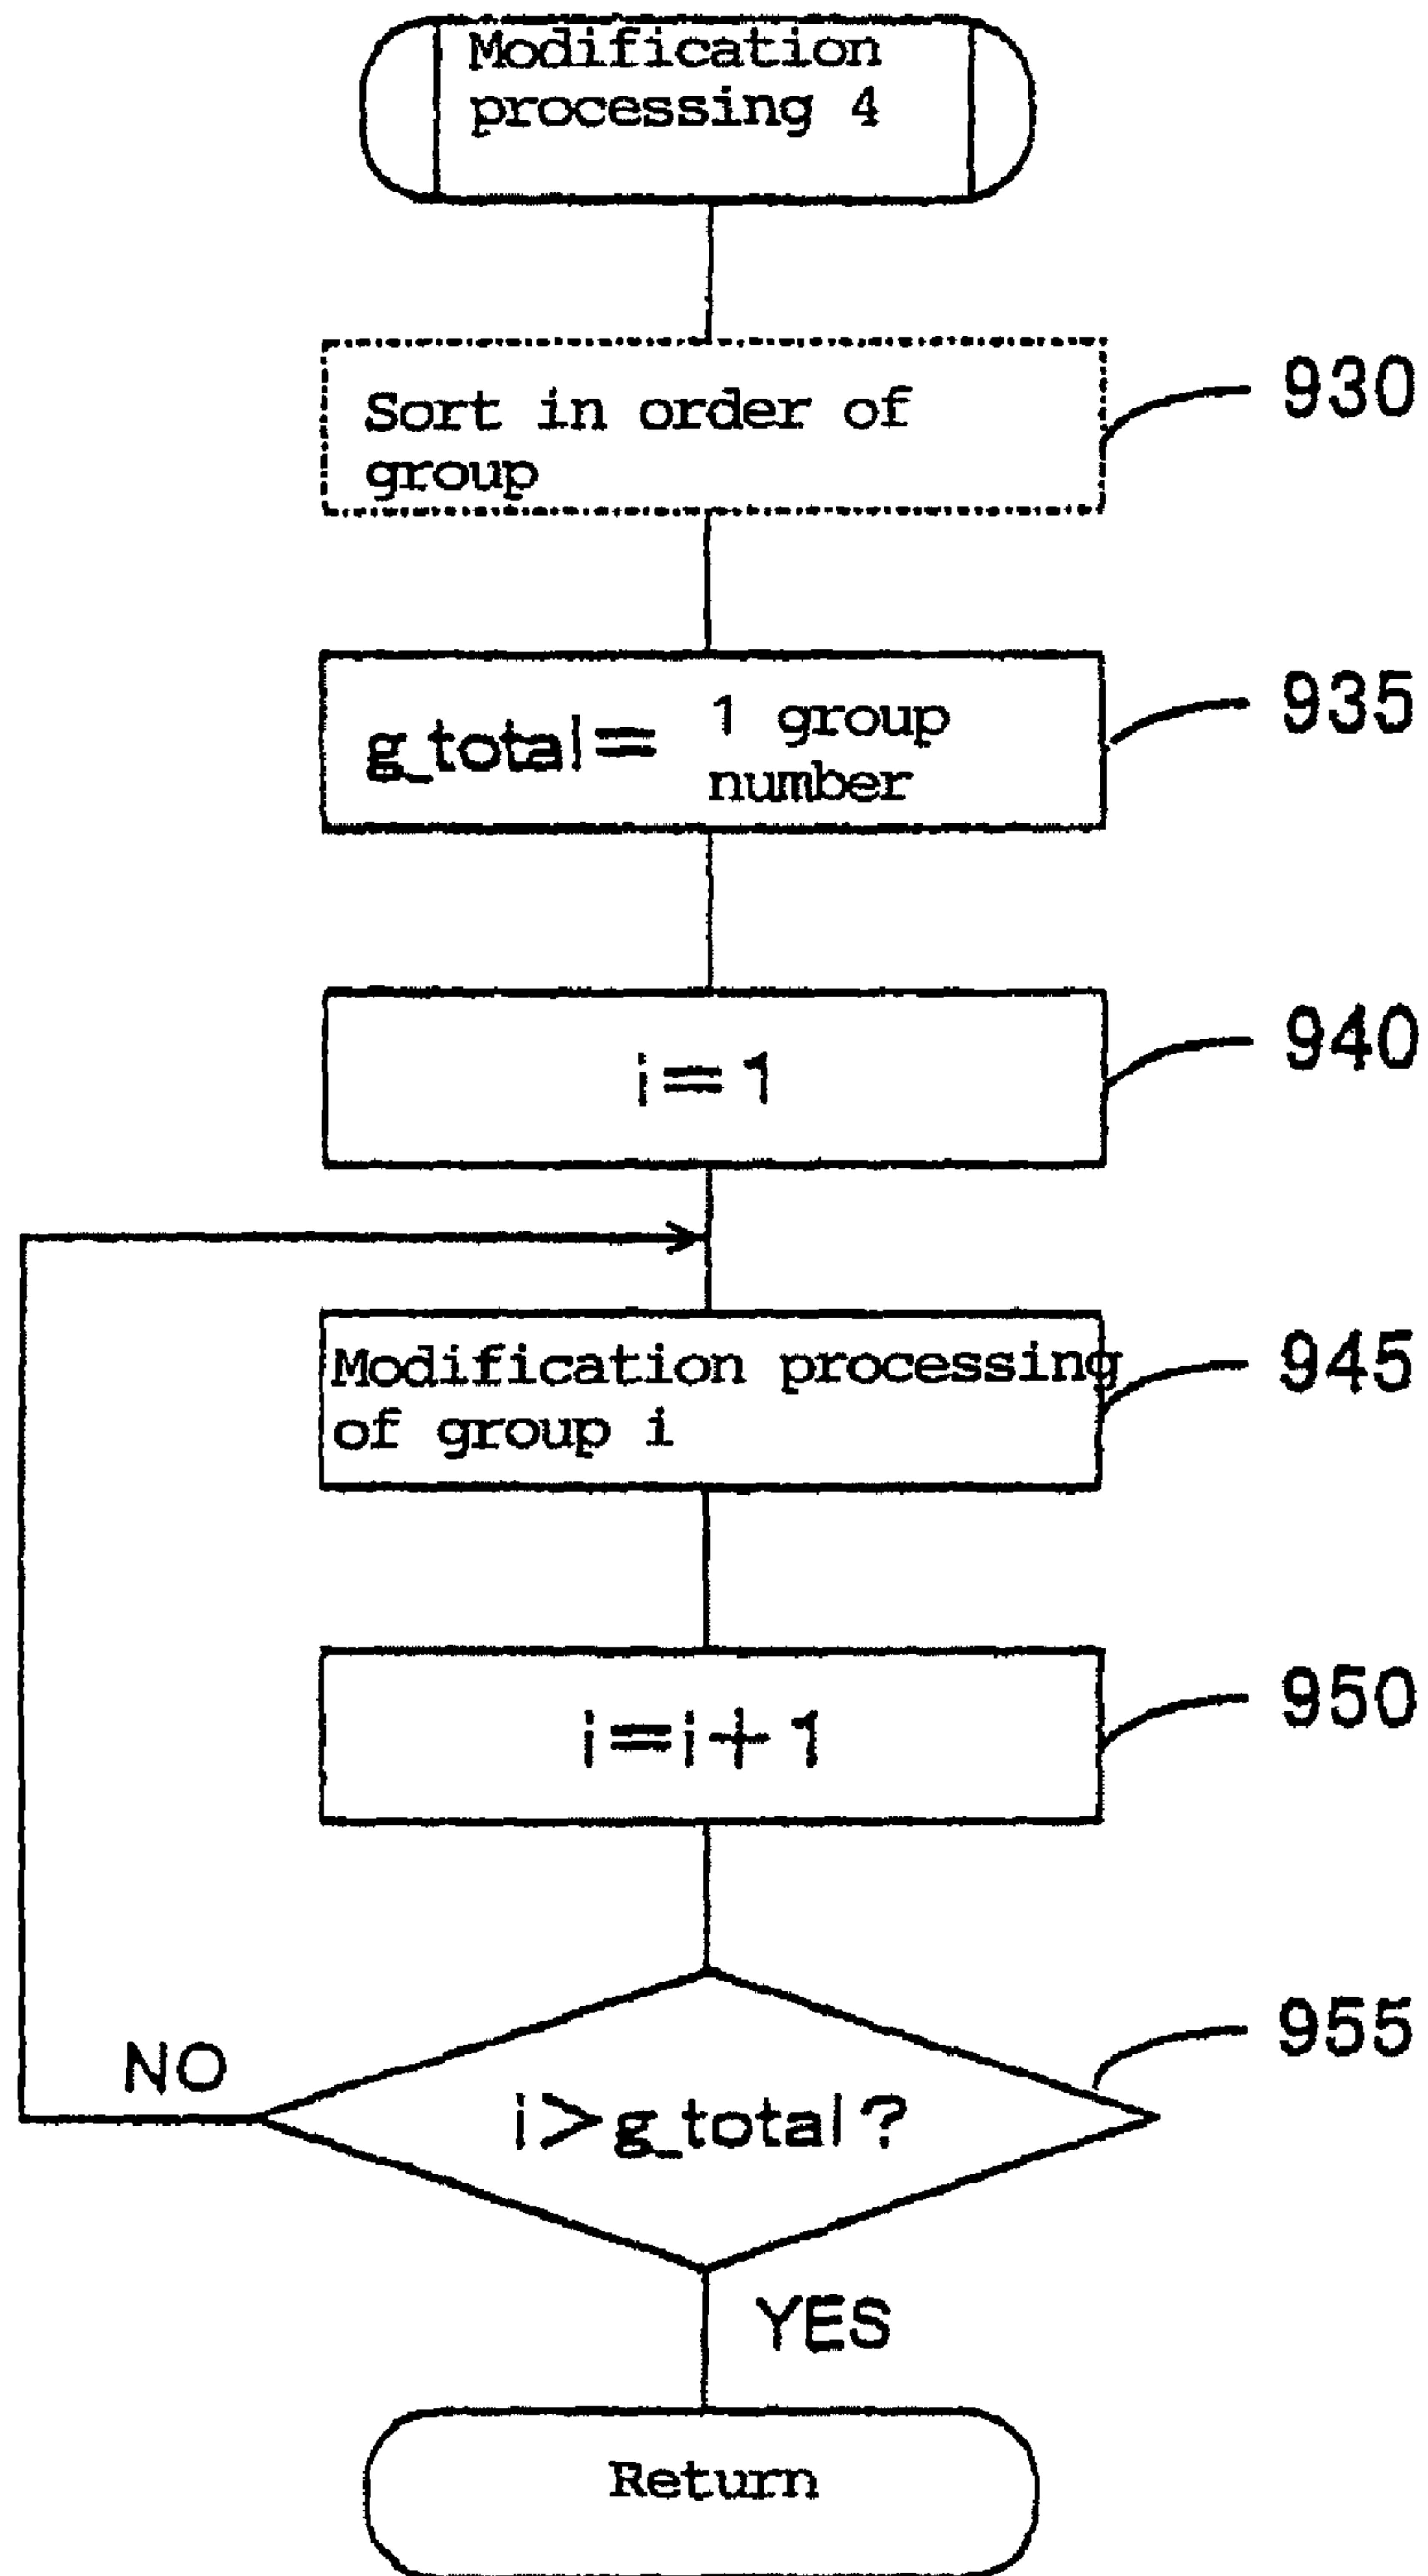 Modification
processing 4
Sort in order of
group
930
g_total= 1 group
number
935
i=1
940
Modification processing
of group i
945
i=i+1
950
i>g_total?
955
NO
YES
Return